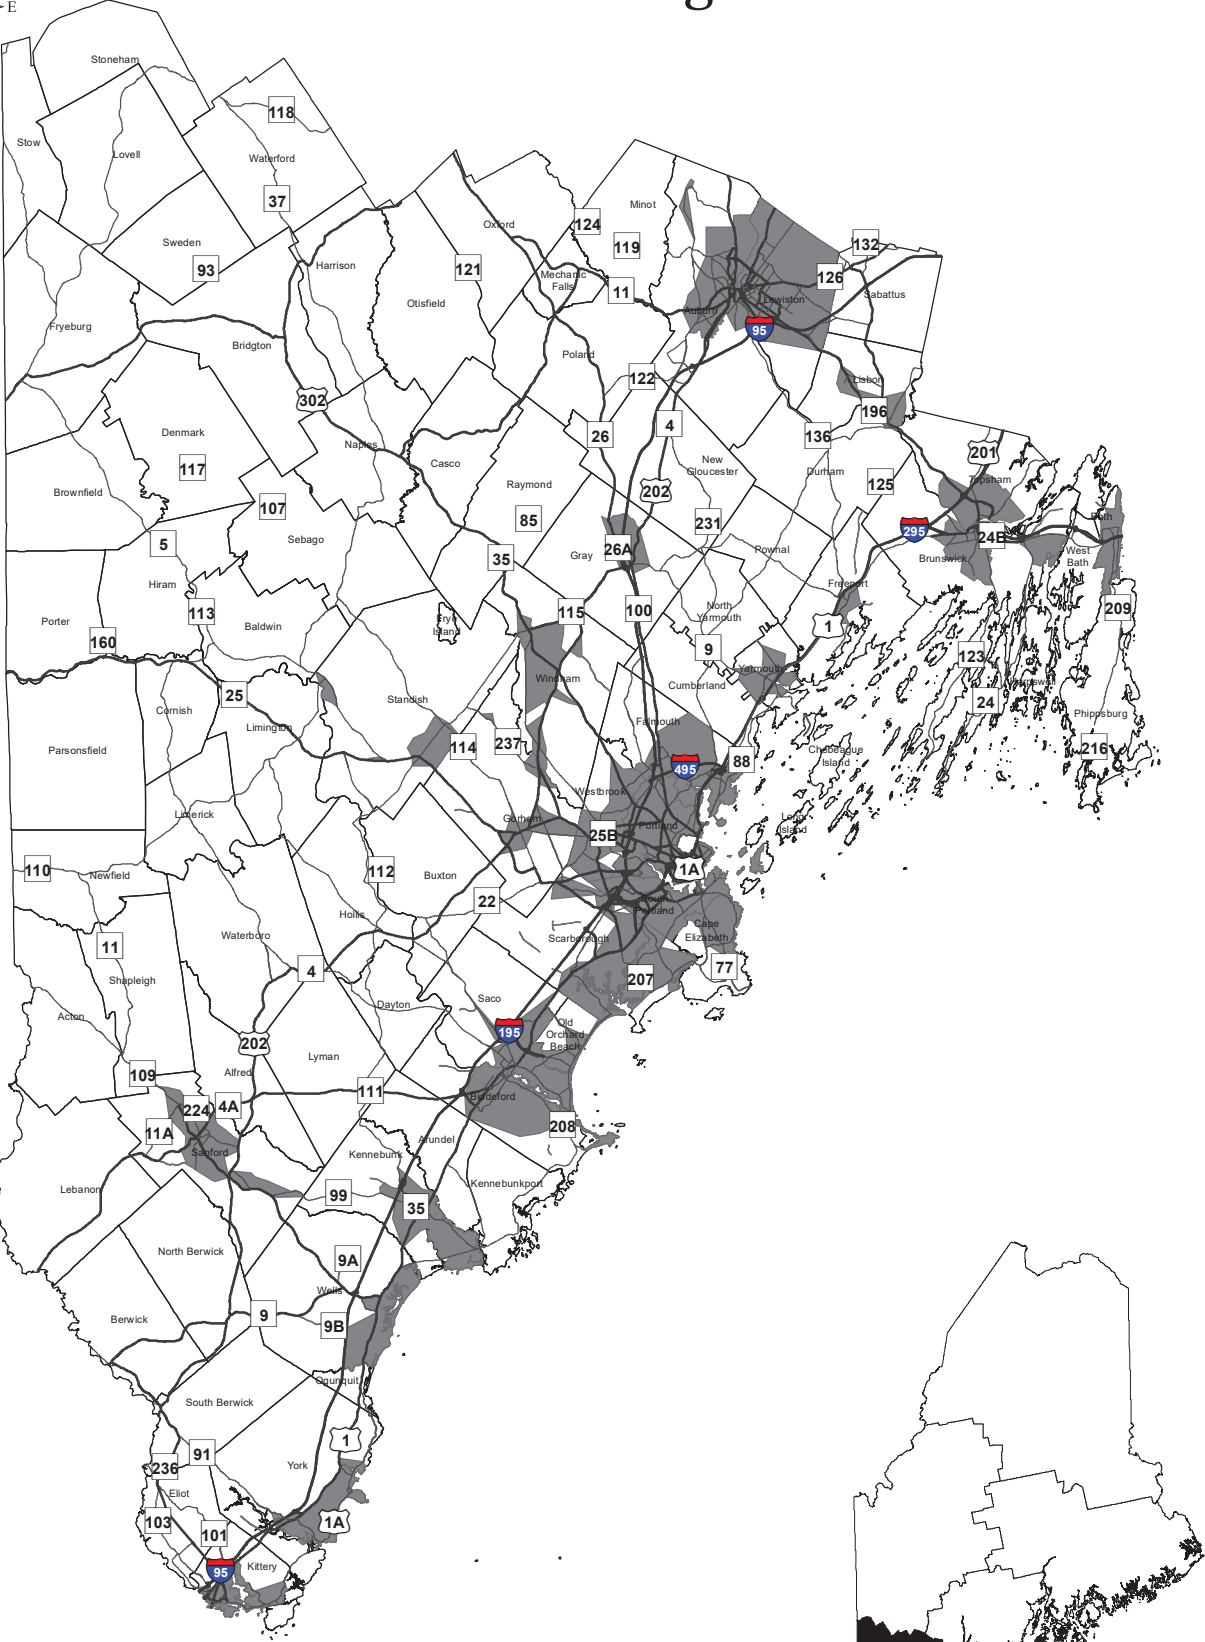 E
g
Stoneham
118
Stow
Lovell
Waterford
37
Sweden
93
Harrison
Oxford
124
Minot
119
132
126
Sabattus
121
Mechanic
Falls
11
Otisfield
Auburn
Lewiston
95
Fryeburg
Bridgton
Poland
122
Lisbon
196
302
Denmark
117
Naples
Casco
26
4
136
New
Gloucester
Durham
201
Topsham
Brownfield
107
Raymond
85
202
125
231
295
24B
Bath
Brunswick
West
Bath
5
Sebago
35
Gray
26A
Pownal
Hiram
Freeport
113
Porter
160
Baldwin
Frye
Island
115
100
North
Yarmouth
1
209
9
123
Yarmouth
Harpswell
25
Cornish
Limington
Standish
Windham
Cumberland
24
Phippsburg
Parsonsfield
114
237
Falmouth
88
Chebeague
Island
216
495
Limerick
Westbrook
Gorham
25B
Portland
Long
Island
110
Newfield
112
Buxton
1A
22
Hollis
South
Portland
11
Waterboro
Scarborough
Cape
Elizabeth
4
77
207
Shapleigh
Acton
Dayton
Saco
195
Old
Orchard
Beach
202
Lyman
109
Alfred
111
Biddeford
224
4A
11A
208
Sanford
Arundel
Kennebunk
Lebanon
99
35
Kennebunkport
North Berwick
9A
Wells
9
9B
Berwick
Ogunquit
South Berwick
1
91
236
York
Eliot
103
101
1A
95
Kittery